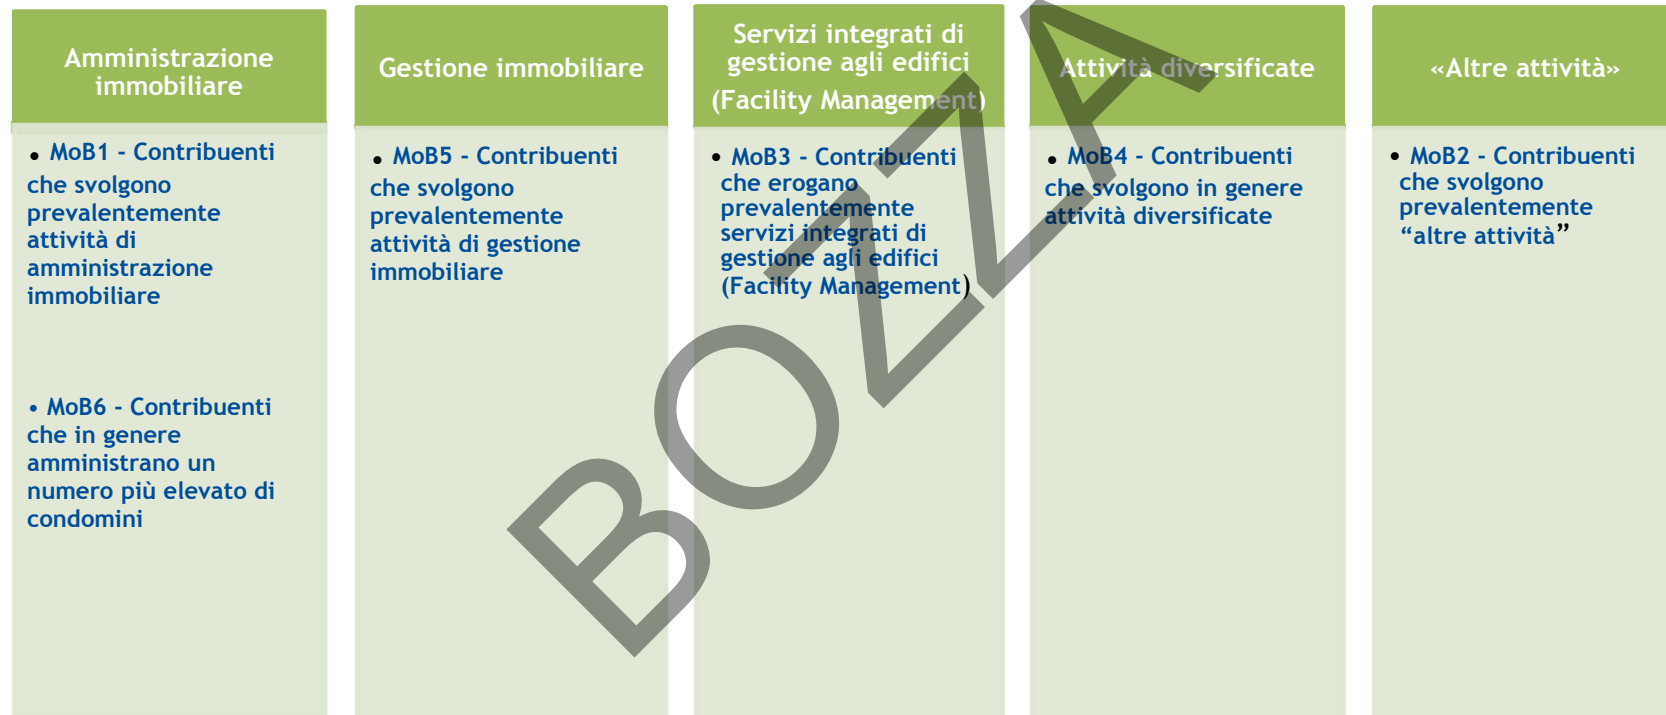 Amministrazione
immobiliare
• MoB1 - Contribuenti
che svolgono
prevalentemente
attività di
amministrazione
immobiliare
• MoB6 - Contribuenti
che in genere
amministrano un
numero più elevato di
condomini
Gestione immobiliare
• MoB5 - Contribuenti
che svolgono
prevalentemente
attività di gestione
immobiliare
Servizi integrati di
gestione agli edifici
(Facility Management)
• MoB3 - Contribuenti
che erogano
prevalentemente
servizi integrati di
gestione agli edifici
(Facility Management)
Attività diversificate
• MoB4 - Contribuenti
che svolgono in genere
attività diversificate
«Altre attività»
• MoB2 - Contribuenti
che svolgono
prevalentemente
“altre attività”
BOZZA